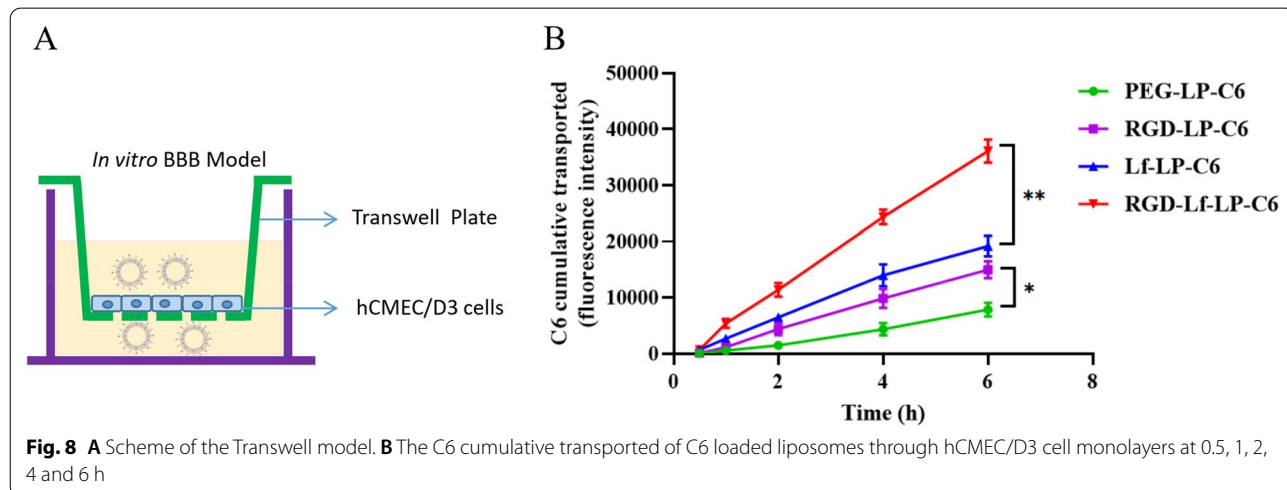 A
In vitro BBB Model
Transwell Plate
hCMEC/D3 cells
B
C6 cumulative transported
(fluorescence intensity)
50000
40000
30000
20000
10000
0
0
2
4
6
8
Time (h)
PEG-LP-C6
RGD-LP-C6
Lf-LP-C6
RGD-Lf-LP-C6
**
*
Fig. 8 A Scheme of the Transwell model. B The C6 cumulative transported of C6 loaded liposomes through hCMEC/D3 cell monolayers at 0.5, 1, 2,
4 and 6 h